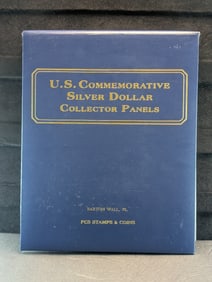 U.S. Commemorative
Silver Dollar
Collector Panels
PCS Stamps & Coins